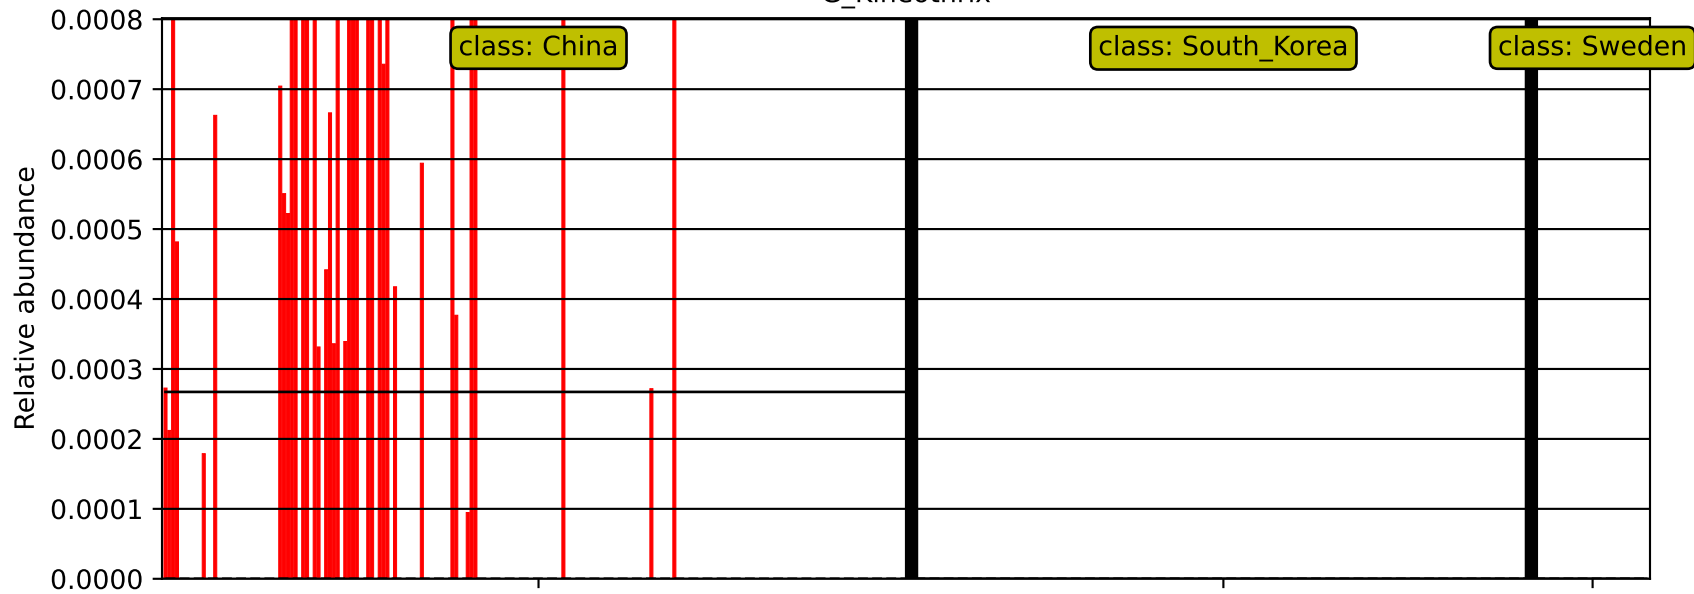 0.0008
0.0007
0.0006
0.0005
0.0004
0.0003
0.0002
0.0001
0.0000
Relative abundance
class: China
class: South_Korea
class: Sweden